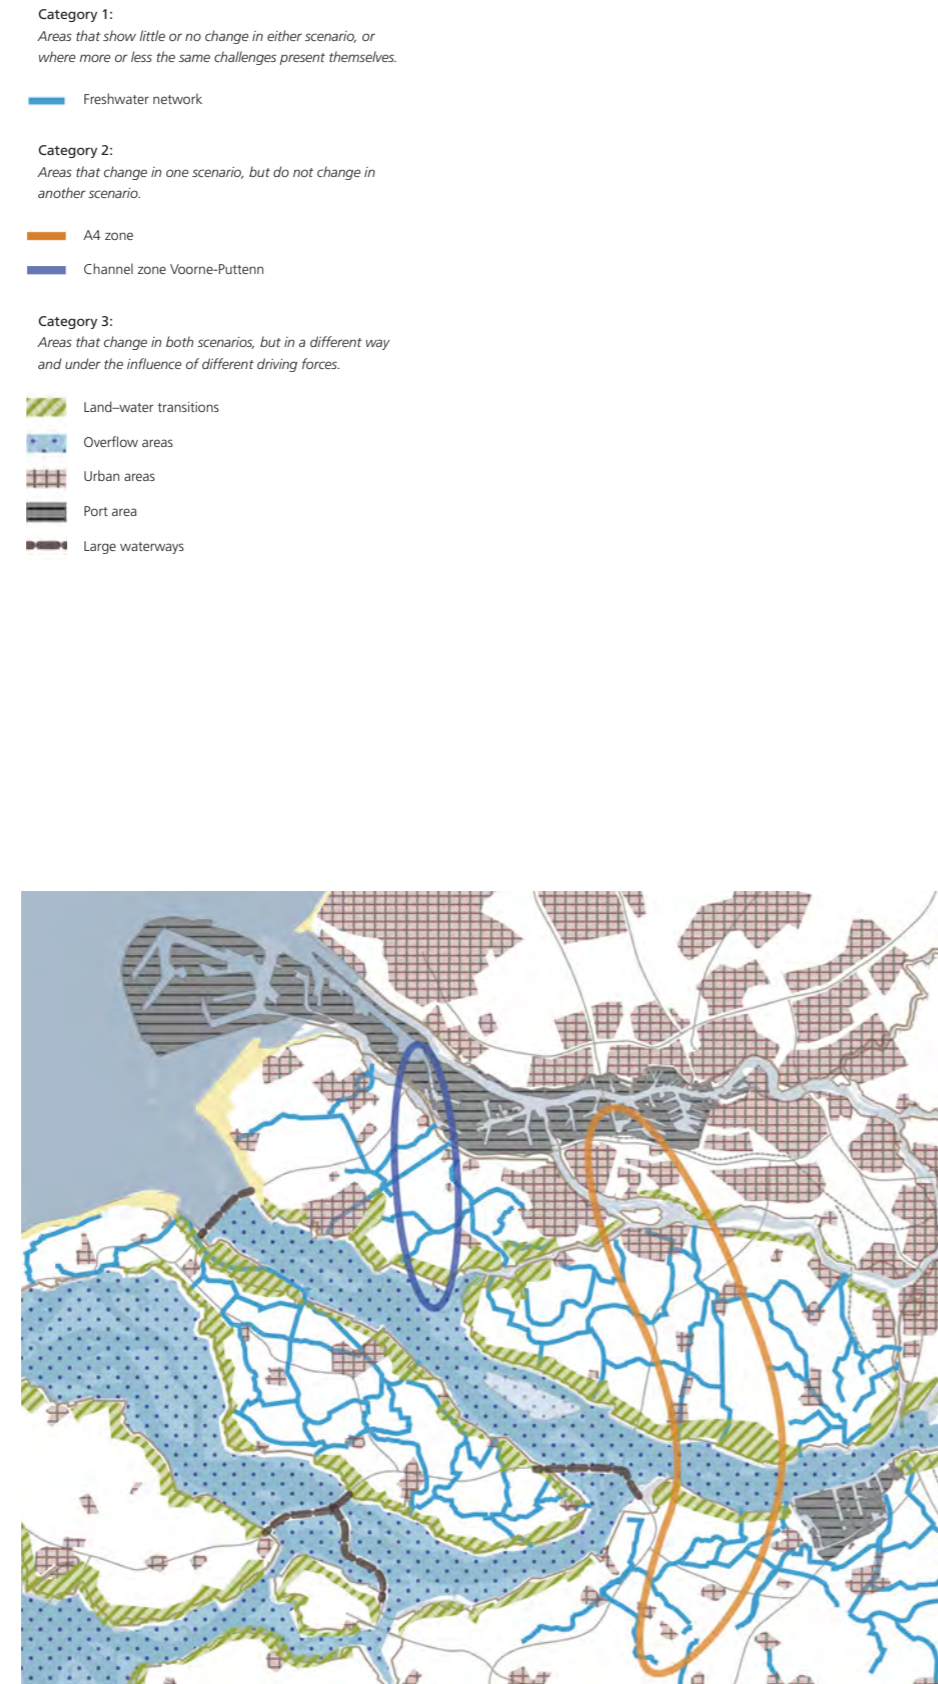 Category 1:
Areas that show little or no change in either scenario, or
where more or less the same challenges present themselves.
Freshwater network
Category 2:
Areas that change in one scenario, but do not change in
another scenario.
A4 zone
Channel zone Voorne-Puttenn
Category 3:
Areas that change in both scenarios, but in a different way
and under the influence of different driving forces.
Land–water transitions
Overflow areas
Urban areas
Port area
Large waterways